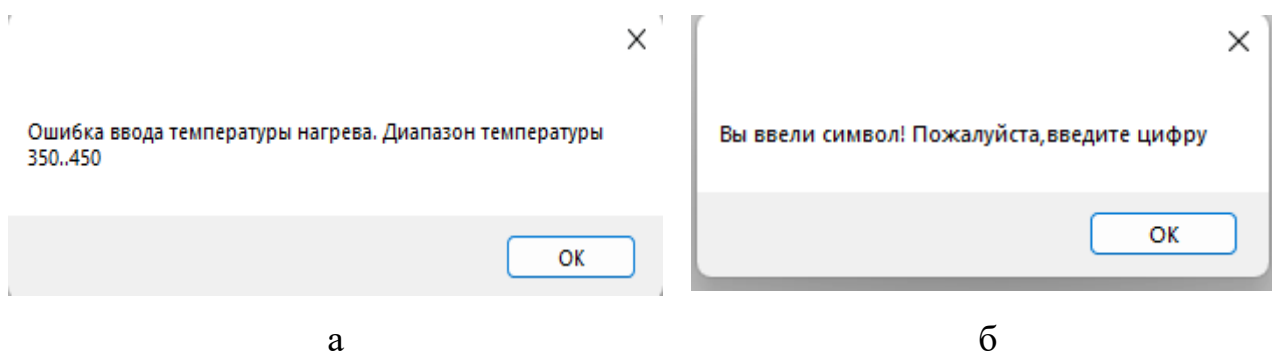 Ошибка ввода температуры нагрева. Диапазон температуры
350..450
OK
Вы ввели символ! Пожалуйста,введите цифру
OK
а
б